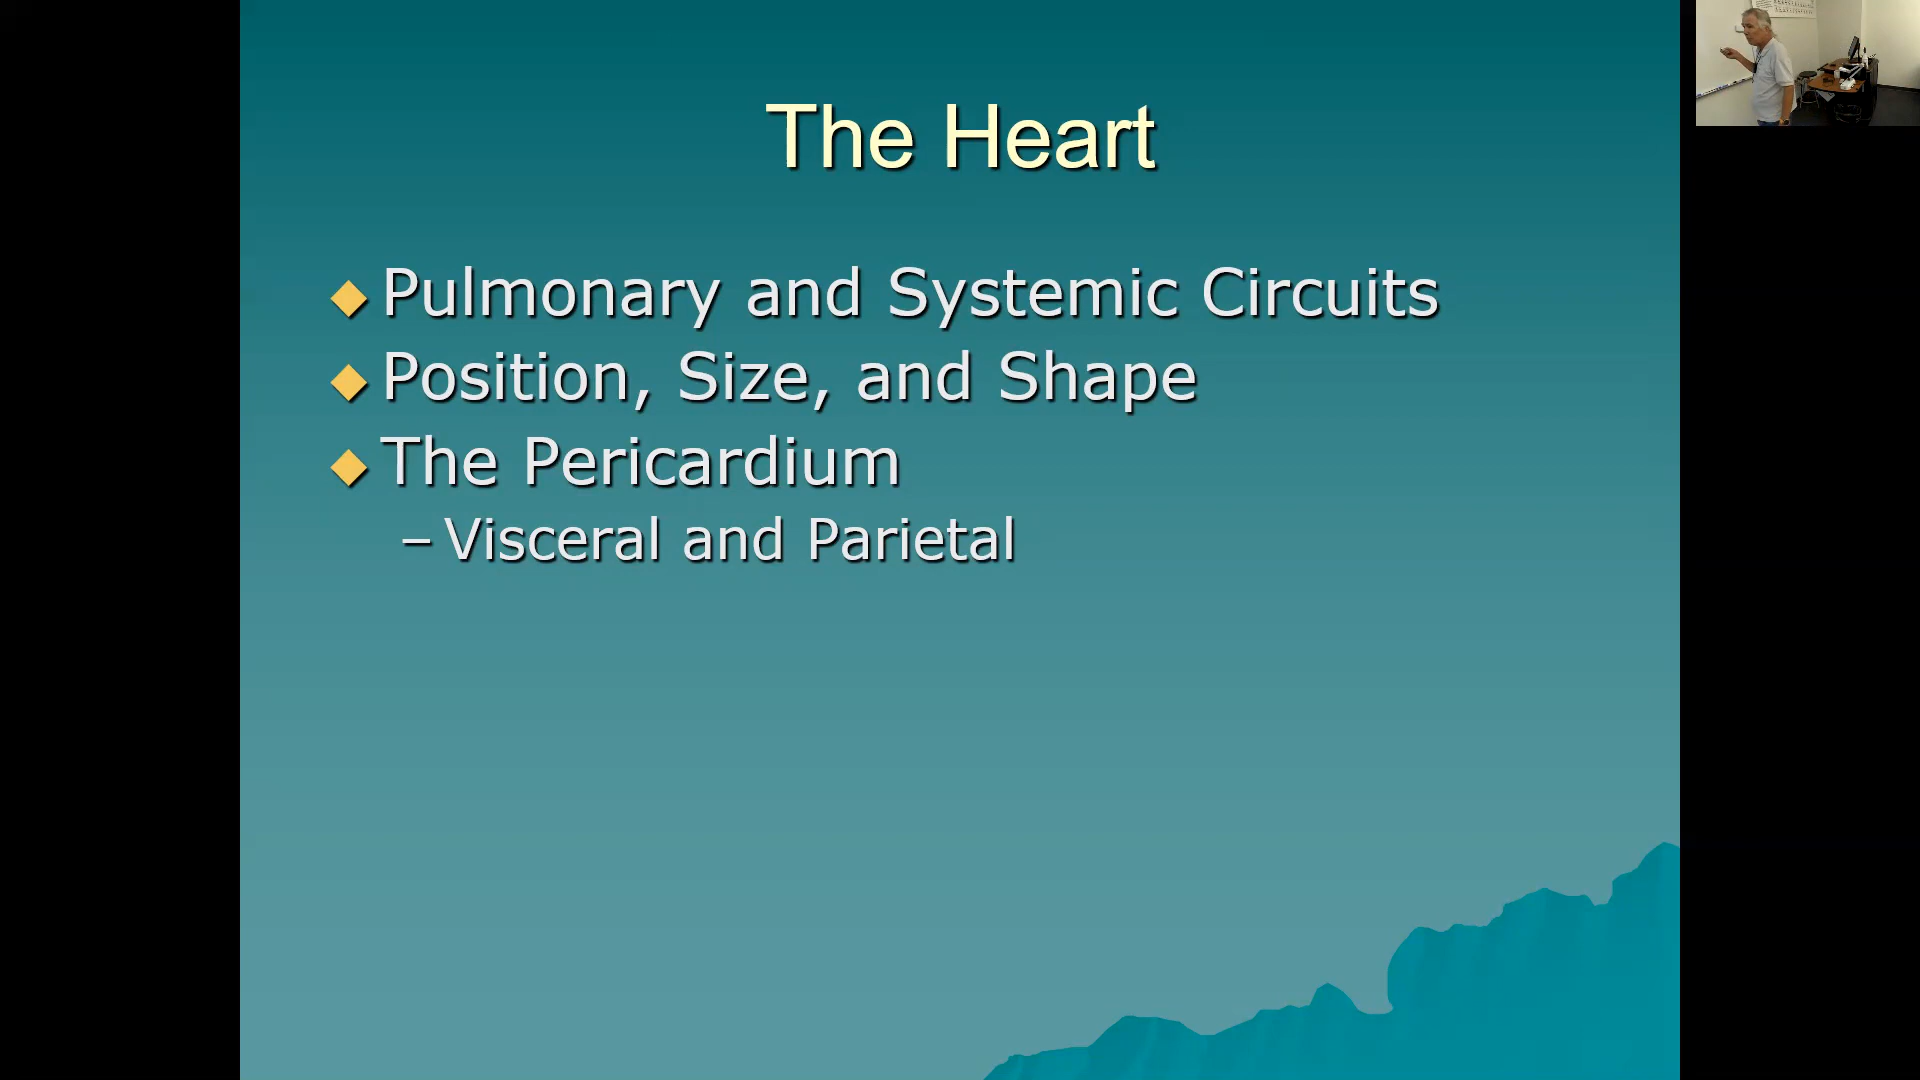 The Heart
Pulmonary and Systemic Circuits
Position, Size, and Shape
The Pericardium
– Visceral and Parietal